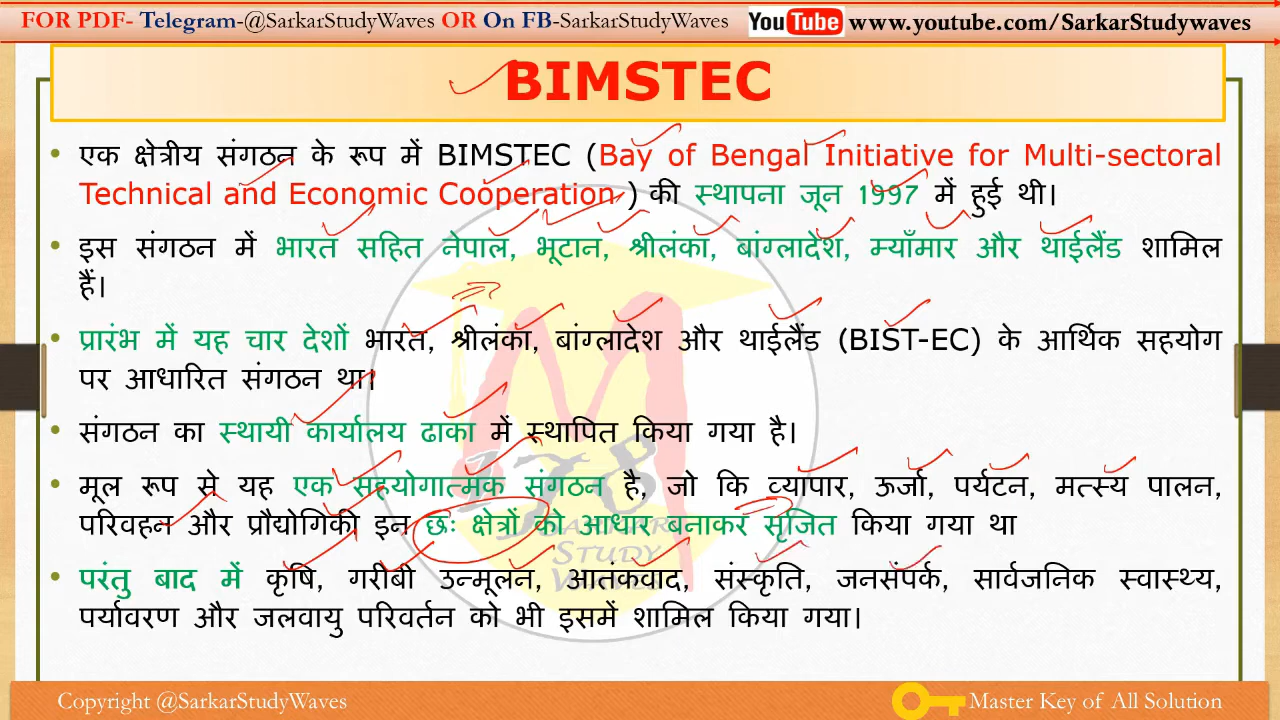 FOR PDF- Telegram-@SarkarStudyWaves OR On FB-SarkarStudyWaves YouTube www.youtube.com/SarkarStudywaves
BIMSTEC
• एक क्षेत्रीय संगठन के रूप में BIMSTEC (Bay of Bengal Initiative for Multi-sectoral
Technical and Economic Cooperation ) की स्थापना जून 1997 में हुई थी।
• इस संगठन में भारत सहित नेपाल, भूटान, श्रीलंका, बांग्लादेश, म्याँमार और थाईलैंड शामिल
हैं।
• प्रारंभ में यह चार देशों भारत, श्रीलंका, बांग्लादेश और थाईलैंड (BIST-EC) के आर्थिक सहयोग
पर आधारित संगठन था।
• संगठन का स्थायी कार्यालय ढाका में स्थापित किया गया है।
• मूल रूप से यह एक सहयोगात्मक संगठन है, जो कि व्यापार, ऊर्जा, पर्यटन, मत्स्य पालन,
परिवहन और प्रौद्योगिकी इन छः क्षेत्रों को आधार बनाकर सृजित किया गया था
• परंतु बाद में कृषि, गरीबी उन्मूलन, आतंकवाद, संस्कृति, जनसंपर्क, सार्वजनिक स्वास्थ्य,
पर्यावरण और जलवायु परिवर्तन को भी इसमें शामिल किया गया।
SARKAR
STUDY
WAVES
Copyright @SarkarStudyWaves Master Key of All Solution